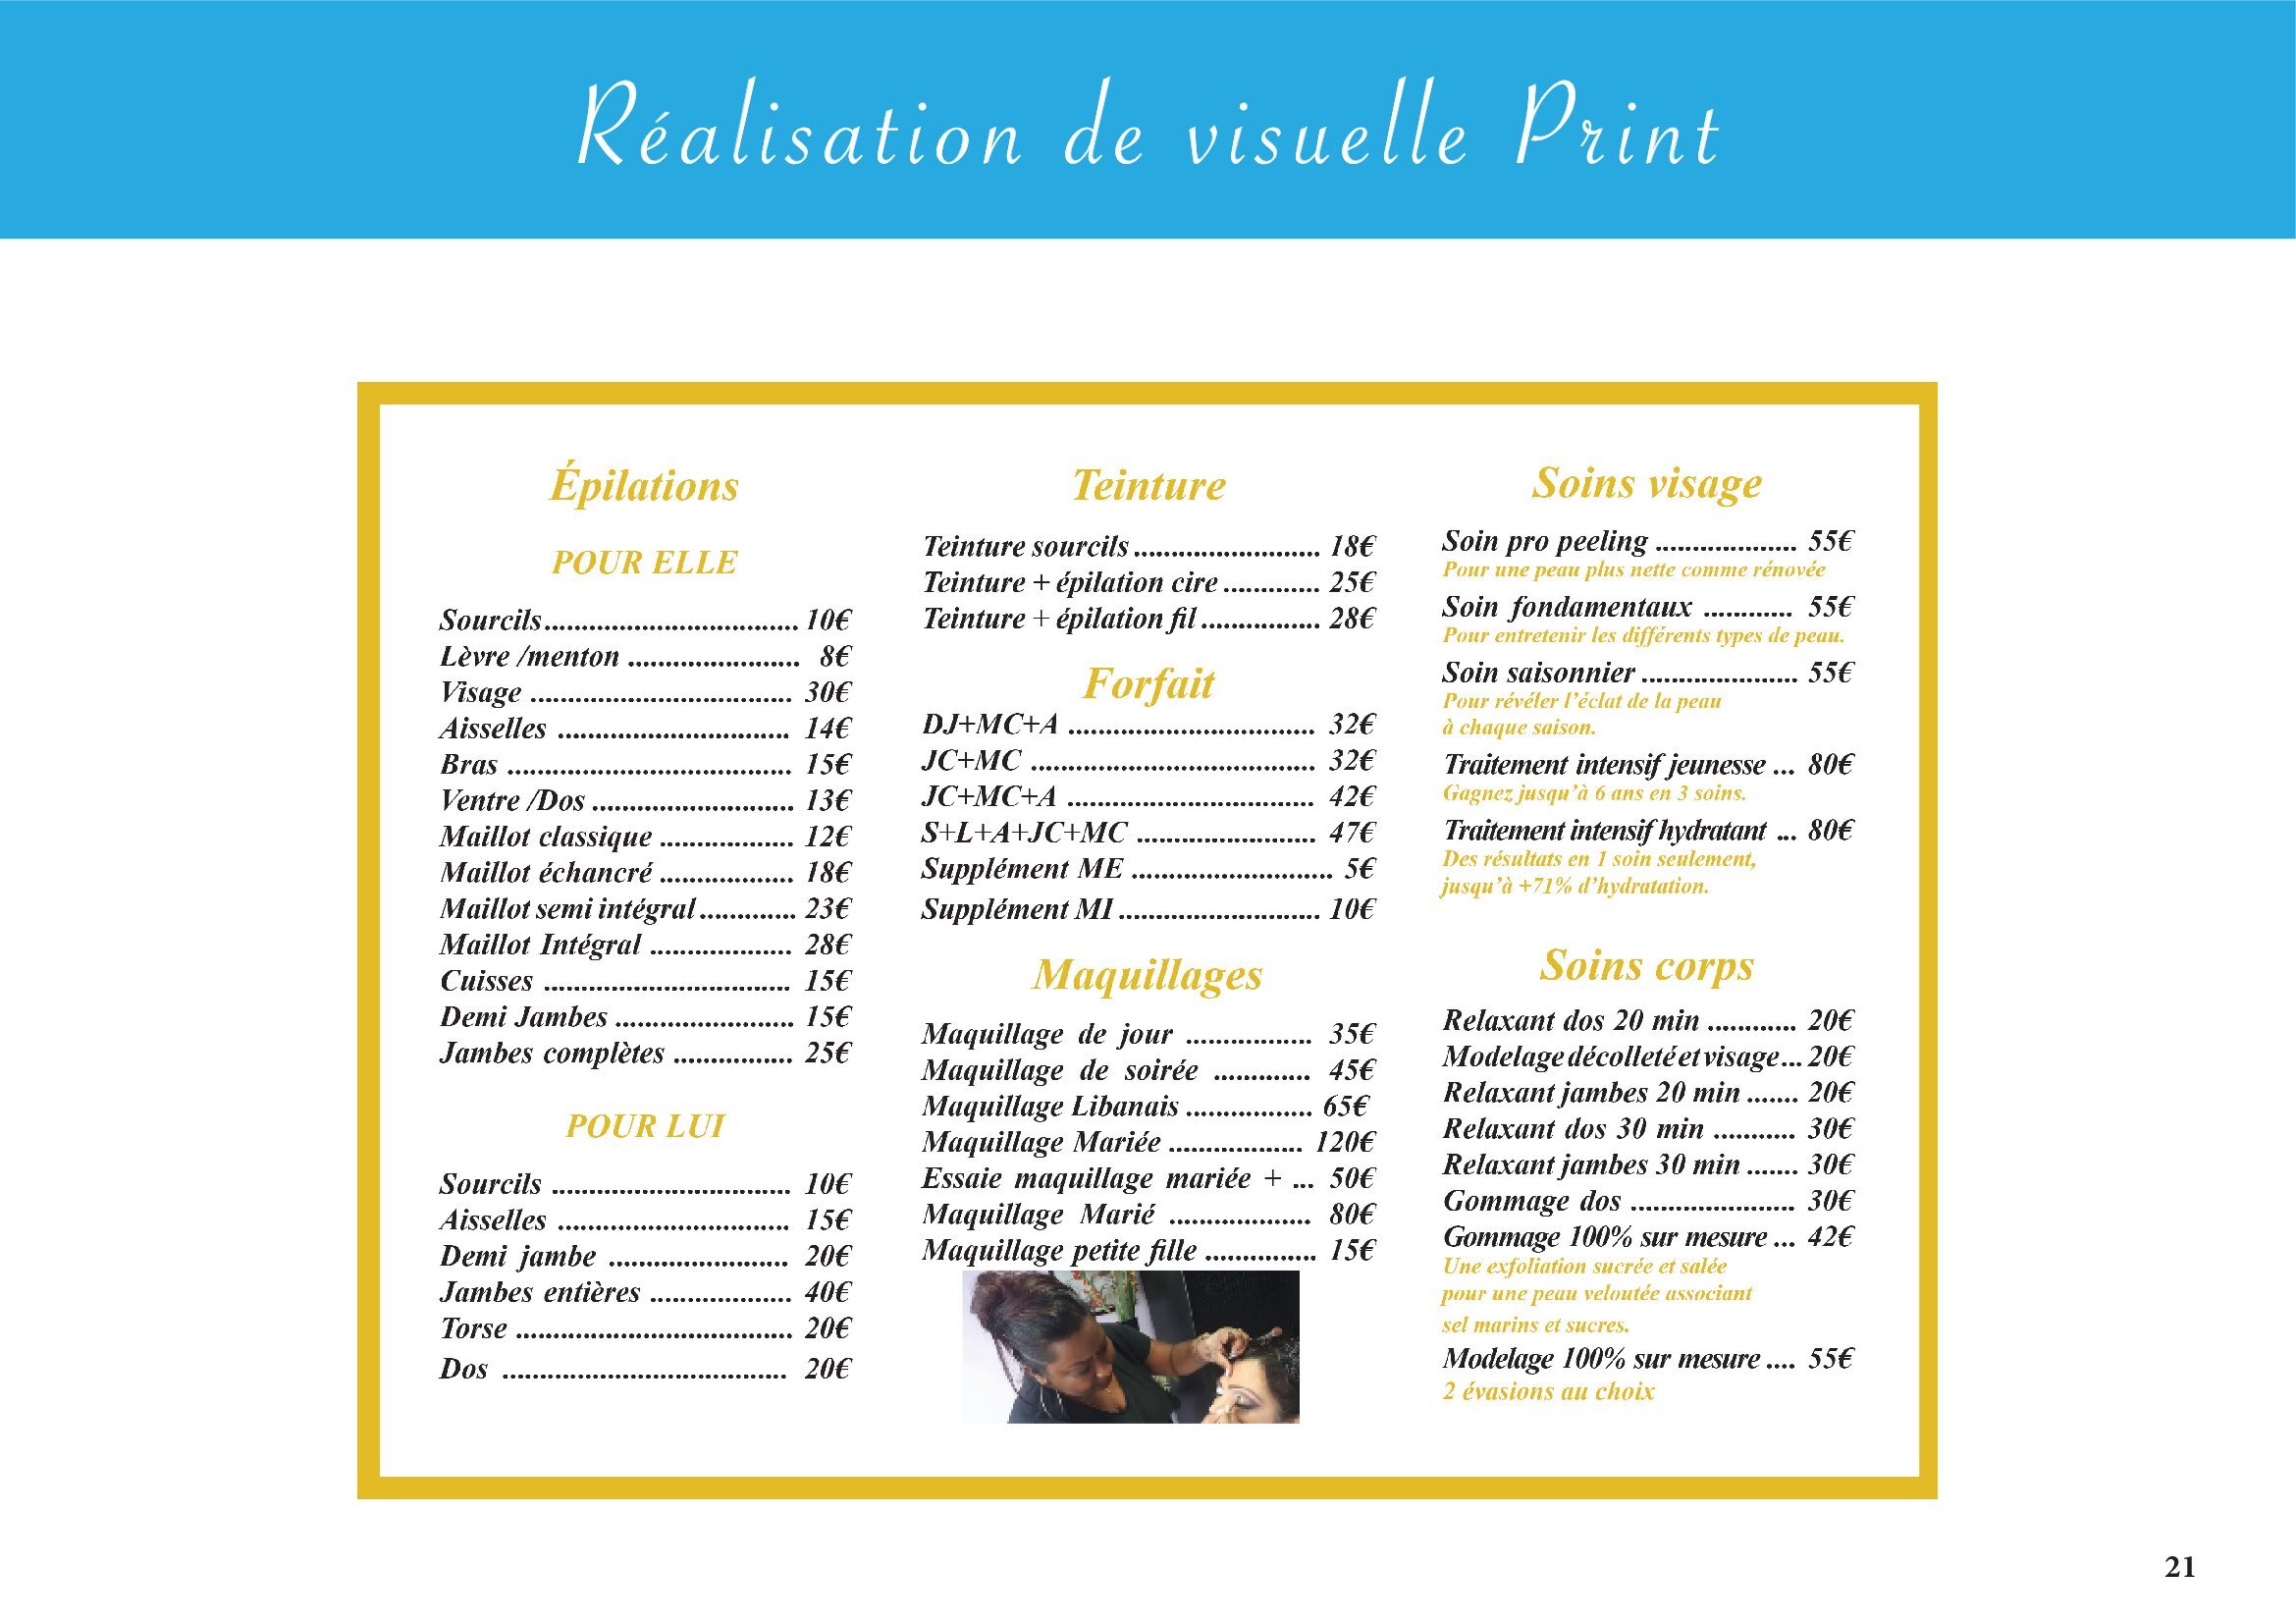 Réalisation de visuelle Print
Épilations
POUR ELLE
Sourcils.................................. 10€
Lèvre /menton ....................... 8€
Visage ................................... 30€
Aisselles ............................... 14€
Bras ...................................... 15€
Ventre /Dos ........................... 13€
Maillot classique .................. 12€
Maillot échancré .................. 18€
Maillot semi intégral ............. 23€
Maillot Intégral ................... 28€
Cuisses ................................. 15€
Demi Jambes ........................ 15€
Jambes complètes ................ 25€
POUR LUI
Sourcils ................................ 10€
Aisselles ............................... 15€
Demi jambe ........................ 20€
Jambes entières ................... 40€
Torse ..................................... 20€
Dos ...................................... 20€
Teinture
Teinture sourcils ......................... 18€
Teinture + épilation cire ............. 25€
Teinture + épilation fil ................ 28€
Forfait
DJ+MC+A ................................. 32€
JC+MC ...................................... 32€
JC+MC+A ................................. 42€
S+L+A+JC+MC ........................ 47€
Supplément ME ........................... 5€
Supplément MI ........................... 10€
Maquillages
Maquillage de jour ................. 35€
Maquillage de soirée ............. 45€
Maquillage Libanais ................. 65€
Maquillage Mariée .................. 120€
Essaie maquillage mariée + ... 50€
Maquillage Marié ................... 80€
Maquillage petite fille ............... 15€
Soins visage
Soin pro peeling ................... 55€
Pour une peau plus nette comme rénovée
Soin fondamentaux ............ 55€
Pour entretenir les différents types de peau.
Soin saisonnier ..................... 55€
Pour révéler l'éclat de la peau
à chaque saison.
Traitement intensif jeunesse ... 80€
Gagnez jusqu'à 6 ans en 3 soins.
Traitement intensif hydratant ... 80€
Des résultats en 1 soin seulement,
jusqu'à +71% d'hydratation.
Soins corps
Relaxant dos 20 min ............ 20€
Modelage décolleté et visage... 20€
Relaxant jambes 20 min ....... 20€
Relaxant dos 30 min ........... 30€
Relaxant jambes 30 min ....... 30€
Gommage dos ...................... 30€
Gommage 100% sur mesure ... 42€
Une exfoliation sucrée et salée
pour une peau veloutée associant
sel marins et sucres.
Modelage 100% sur mesure .... 55€
2 évasions au choix
21